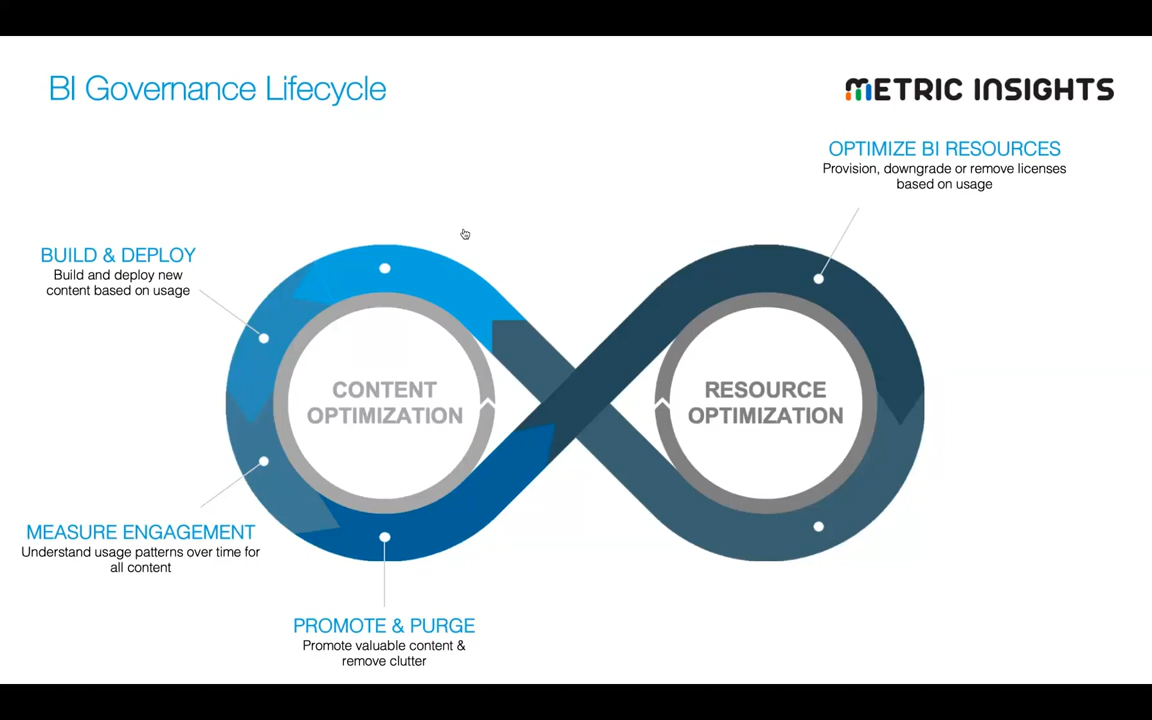 BI Governance Lifecycle
METRIC INSIGHTS
OPTIMIZE BI RESOURCES
Provision, downgrade or remove licenses
based on usage
BUILD & DEPLOY
Build and deploy new
content based on usage
CONTENT
OPTIMIZATION
RESOURCE
OPTIMIZATION
MEASURE ENGAGEMENT
Understand usage patterns over time for
all content
PROMOTE & PURGE
Promote valuable content &
remove clutter